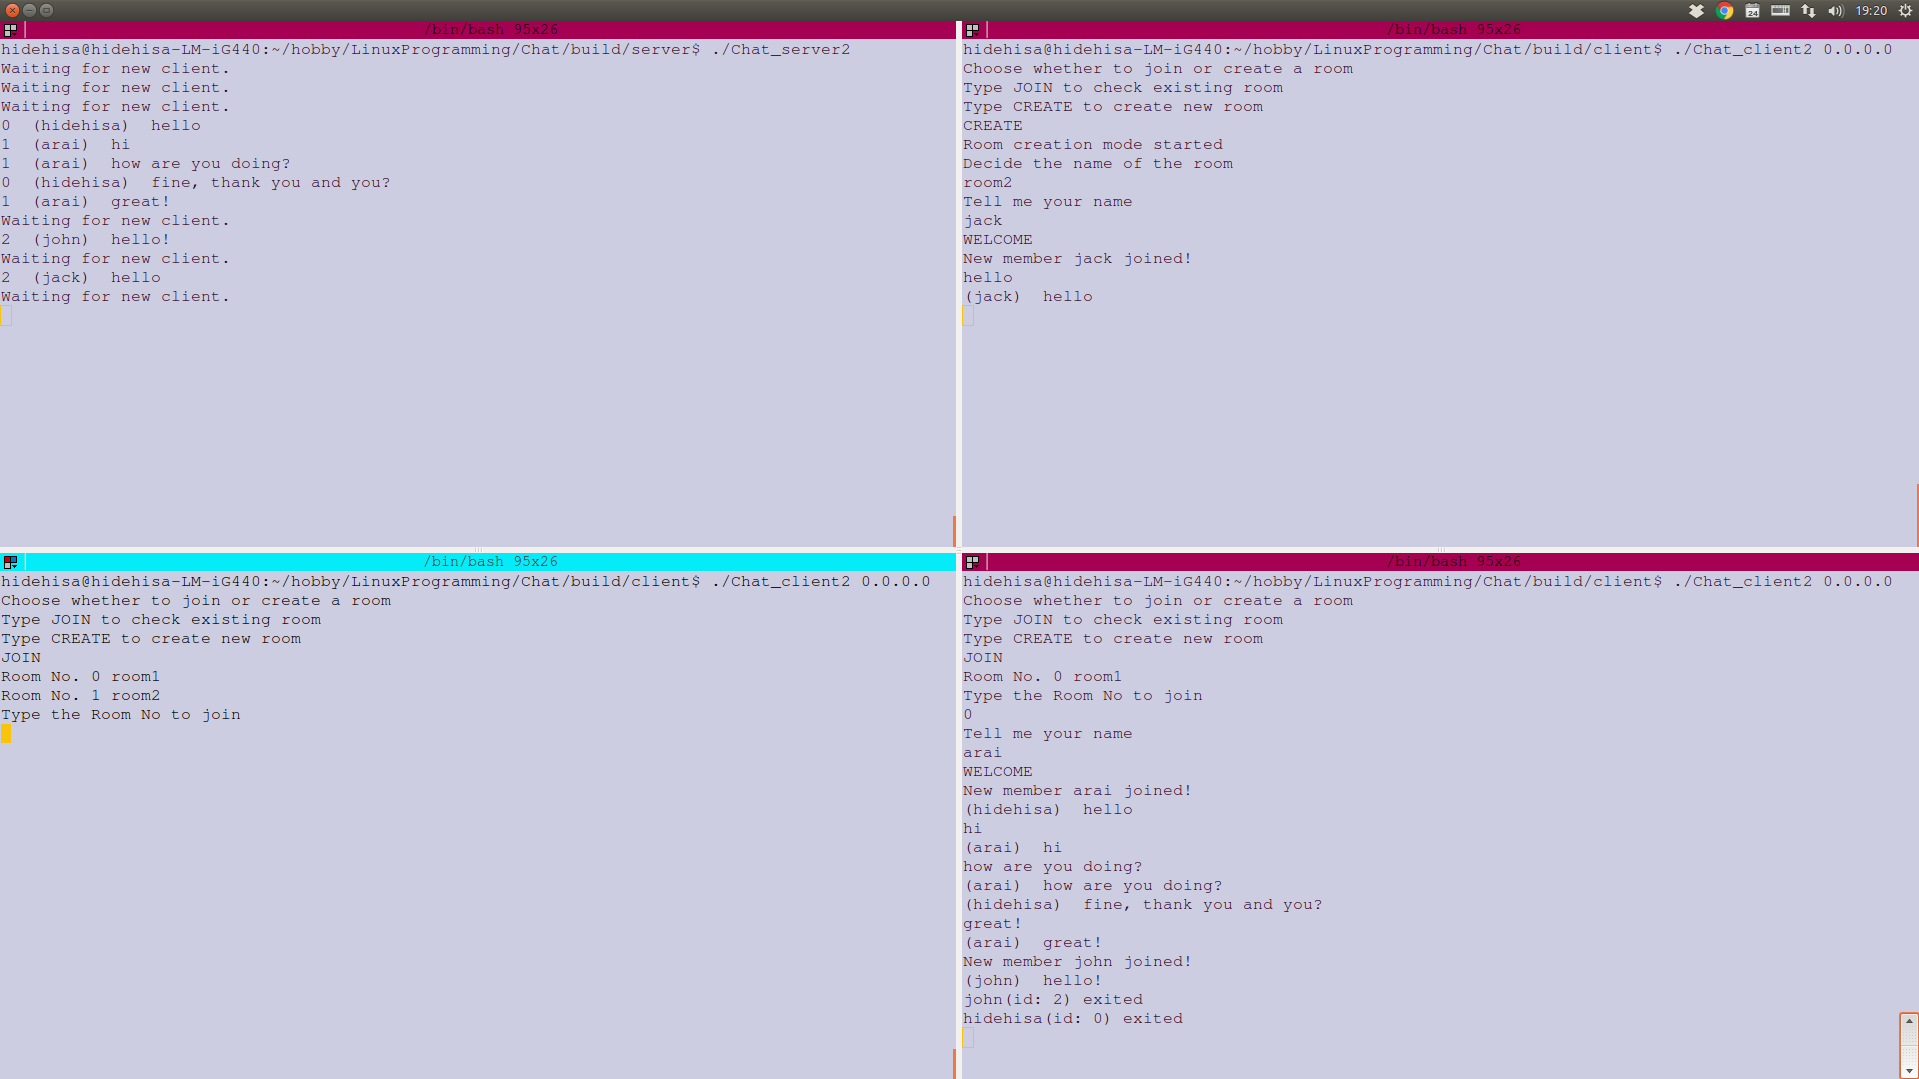 19:20
/bin/bash 95x26
hidehisa@hidehisa-LM-iG440:~/hobby/LinuxProgramming/Chat/build/server$ ./Chat_server2
Waiting for new client.
Waiting for new client.
Waiting for new client.
0  (hidehisa)  hello
1  (arai)  hi
1  (arai)  how are you doing?
0  (hidehisa)  fine, thank you and you?
1  (arai)  great!
Waiting for new client.
2  (john)  hello!
Waiting for new client.
2  (jack)  hello
Waiting for new client.
/bin/bash 95x26
hidehisa@hidehisa-LM-iG440:~/hobby/LinuxProgramming/Chat/build/client$ ./Chat_client2 0.0.0.0
Choose whether to join or create a room
Type JOIN to check existing room
Type CREATE to create new room
CREATE
Room creation mode started
Decide the name of the room
room2
Tell me your name
jack
WELCOME
New member jack joined!
hello
(jack)  hello
/bin/bash 95x26
hidehisa@hidehisa-LM-iG440:~/hobby/LinuxProgramming/Chat/build/client$ ./Chat_client2 0.0.0.0
Choose whether to join or create a room
Type JOIN to check existing room
Type CREATE to create new room
JOIN
Room No. 0 room1
Room No. 1 room2
Type the Room No to join
/bin/bash 95x26
hidehisa@hidehisa-LM-iG440:~/hobby/LinuxProgramming/Chat/build/client$ ./Chat_client2 0.0.0.0
Choose whether to join or create a room
Type JOIN to check existing room
Type CREATE to create new room
JOIN
Room No. 0 room1
Type the Room No to join
0
Tell me your name
arai
WELCOME
New member arai joined!
(hidehisa)  hello
hi
(arai)  hi
how are you doing?
(arai)  how are you doing?
(hidehisa)  fine, thank you and you?
great!
(arai)  great!
New member john joined!
(john)  hello!
john(id: 2) exited
hidehisa(id: 0) exited